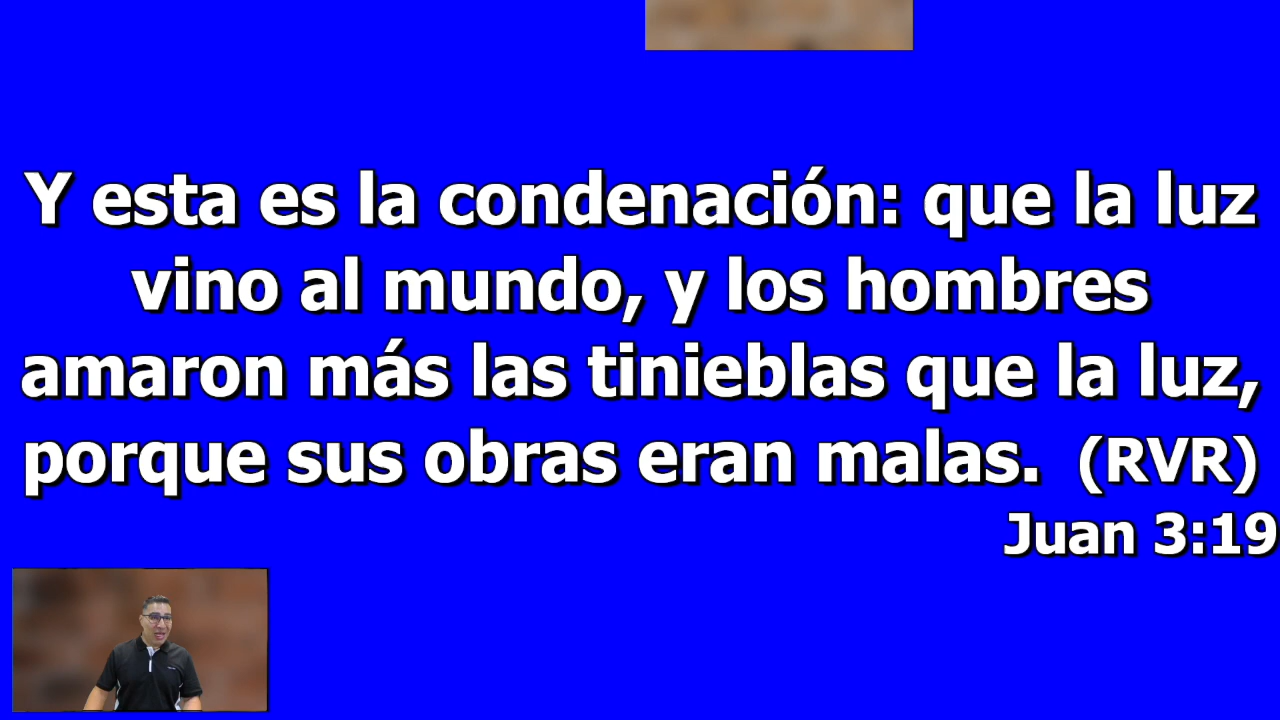 Y esta es la condenación: que la luz
vino al mundo, y los hombres
amaron más las tinieblas que la luz,
porque sus obras eran malas. (RVR)
Juan 3:19